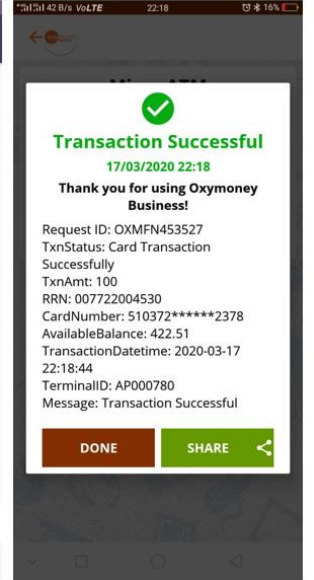 42 B/s VoLTE 22:18 16%
Transaction Successful
17/03/2020 22:18
Thank you for using Oxymoney
Business!
Request ID: OXMFN453527
TxnStatus: Card Transaction
Successfully
TxnAmt: 100
RRN: 007722004530
CardNumber: 510372******2378
AvailableBalance: 422.51
TransactionDatetime: 2020-03-17
22:18:44
TerminalID: AP000780
Message: Transaction Successful
DONE SHARE